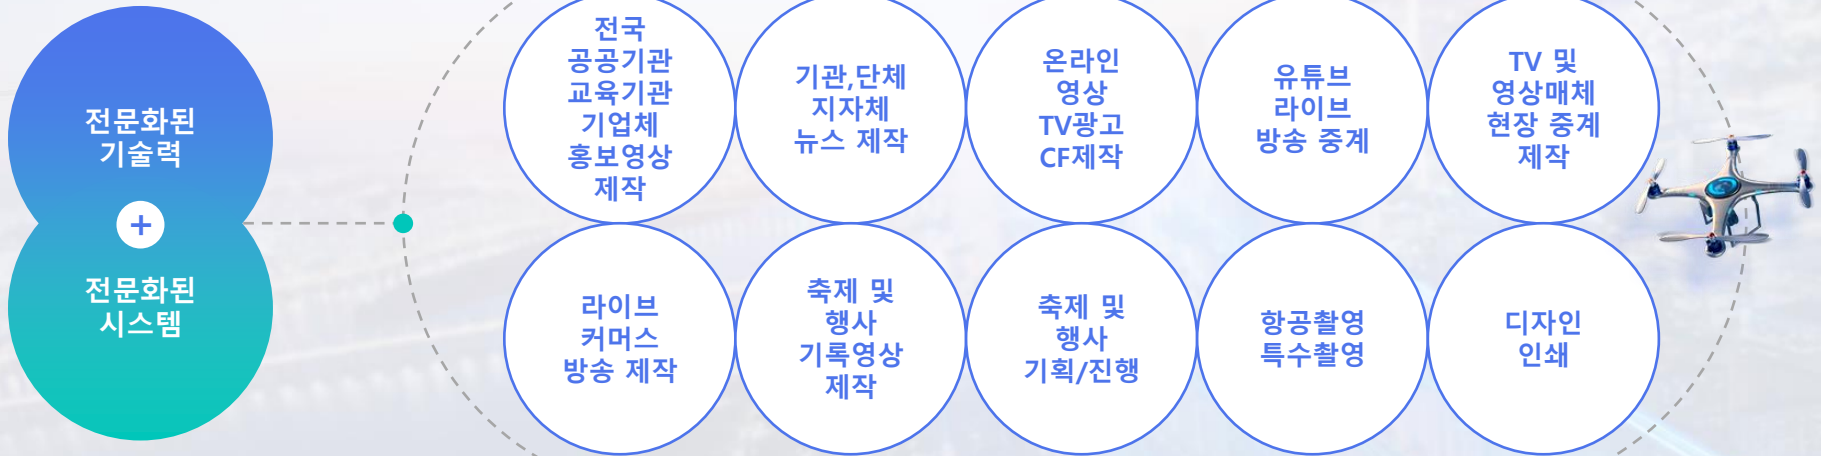 전문화된
기술력
+
전문화된
시스템
전국
공공기관
교육기관
기업체
홍보영상
제작
기관,단체
지자체
뉴스 제작
온라인
영상
TV광고
CF제작
유튜브
라이브
방송 중계
TV 및
영상매체
현장 중계
제작
라이브
커머스
방송 제작
축제 및
행사
기록영상
제작
축제 및
행사
기획/진행
항공촬영
특수촬영
디자인
인쇄